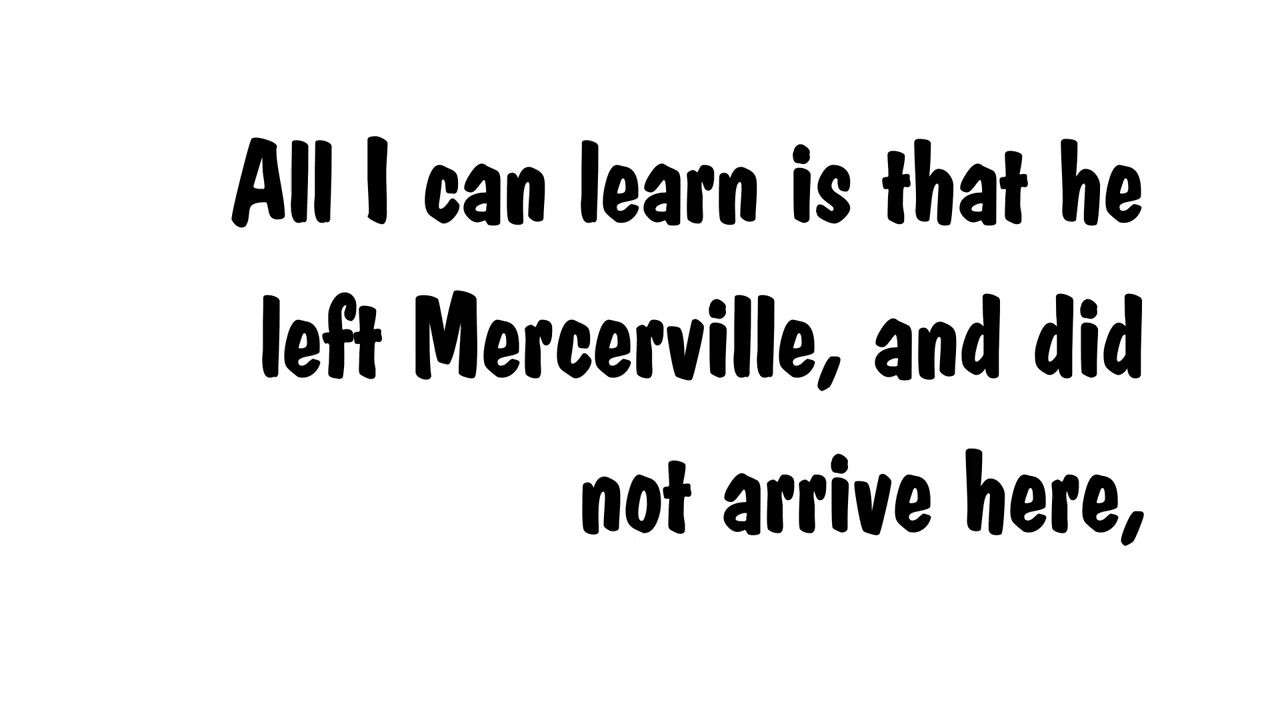 All I can learn is that he
left Mercerville, and did
not arrive here,